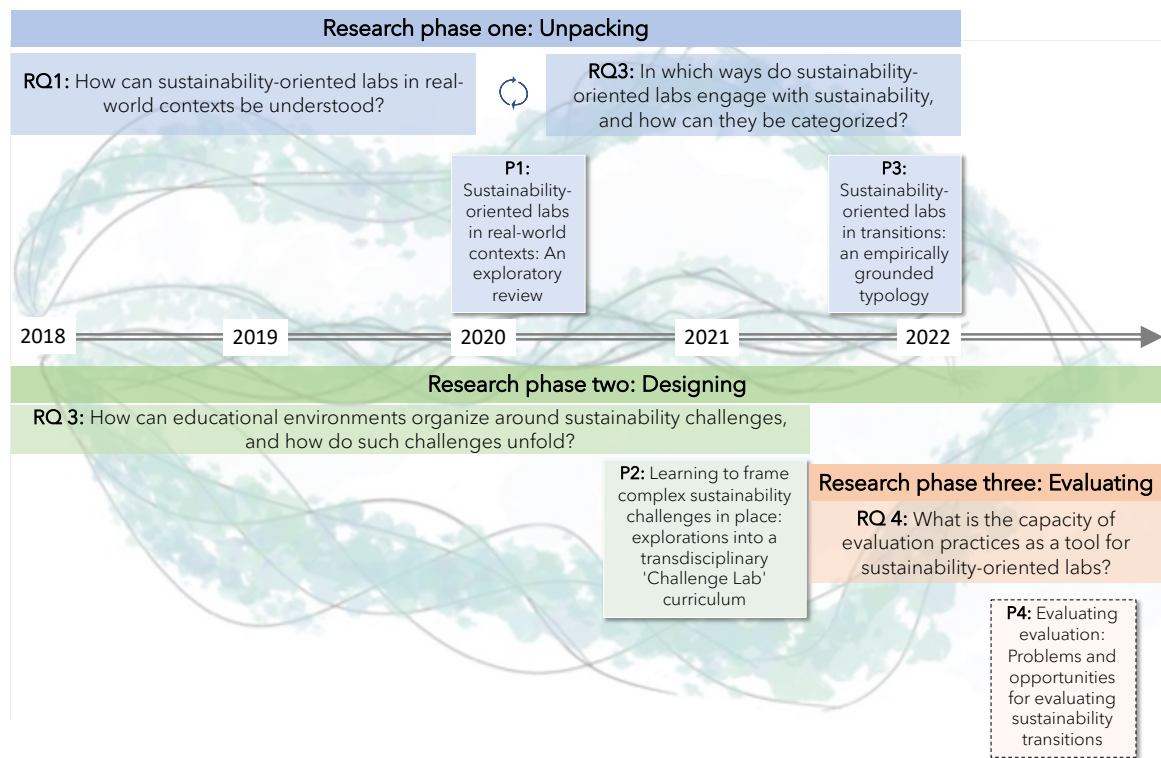 Research phase one: Unpacking
RQ1: How can sustainability-oriented labs in real-
world contexts be understood?
RQ3: In which ways do sustainability-
oriented labs engage with sustainability,
and how can they be categorized?
P1:
Sustainability-
oriented labs
in real-world
contexts: An
exploratory
review
P3:
Sustainability-
oriented labs
in transitions:
an empirically
grounded
typology
2018
2019
2020
2021
2022
Research phase two: Designing
RQ 3: How can educational environments organize around sustainability challenges,
and how do such challenges unfold?
P2: Learning to frame
complex sustainability
challenges in place:
explorations into a
transdisciplinary
'Challenge Lab'
curriculum
Research phase three: Evaluating
RQ 4: What is the capacity of
evaluation practices as a tool for
sustainability-oriented labs?
P4: Evaluating
evaluation:
Problems and
opportunities
for evaluating
sustainability
transitions